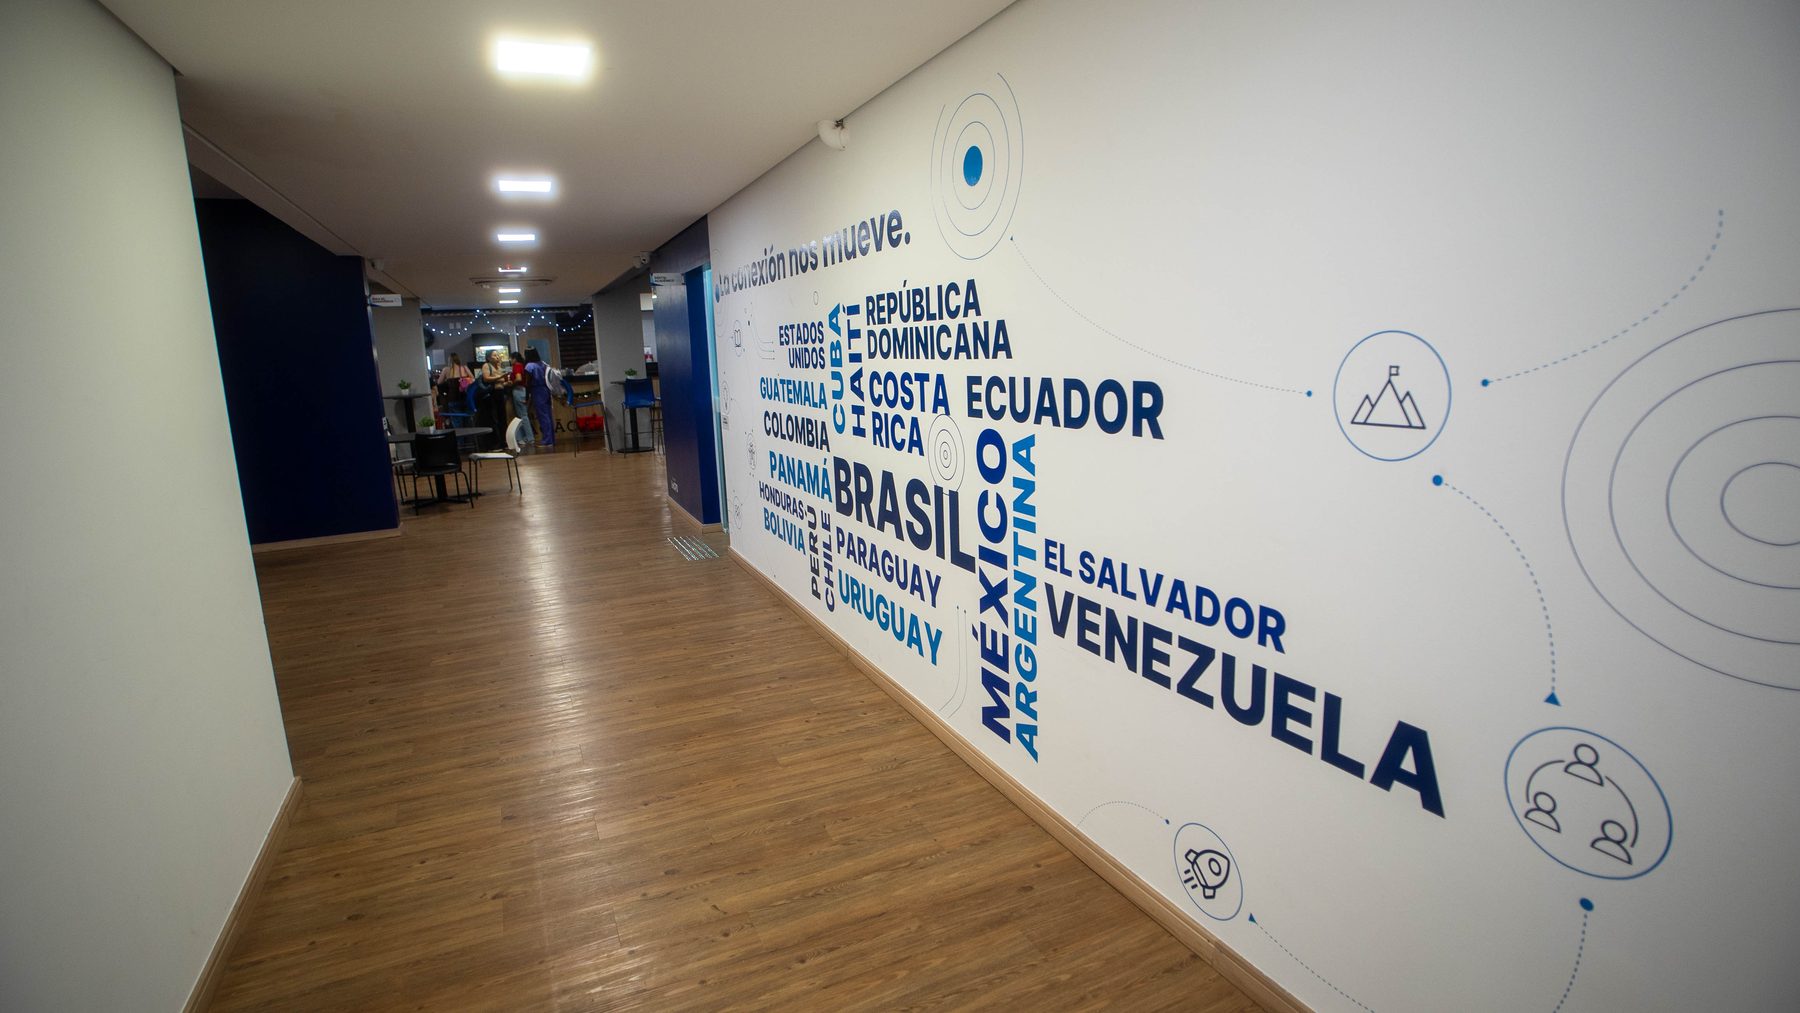 La conexión nos mueve.
ESTADOS
UNIDOS
CUBA
HAITÍ
REPÚBLICA
DOMINICANA
GUATEMALA
COLOMBIA
COSTA
RICA
ECUADOR
PANAMÁ
HONDURAS
BOLIVIA
PERU
CHILE
BRASIL
PARAGUAY
URUGUAY
MÉXICO
ARGENTINA
EL SALVADOR
VENEZUELA